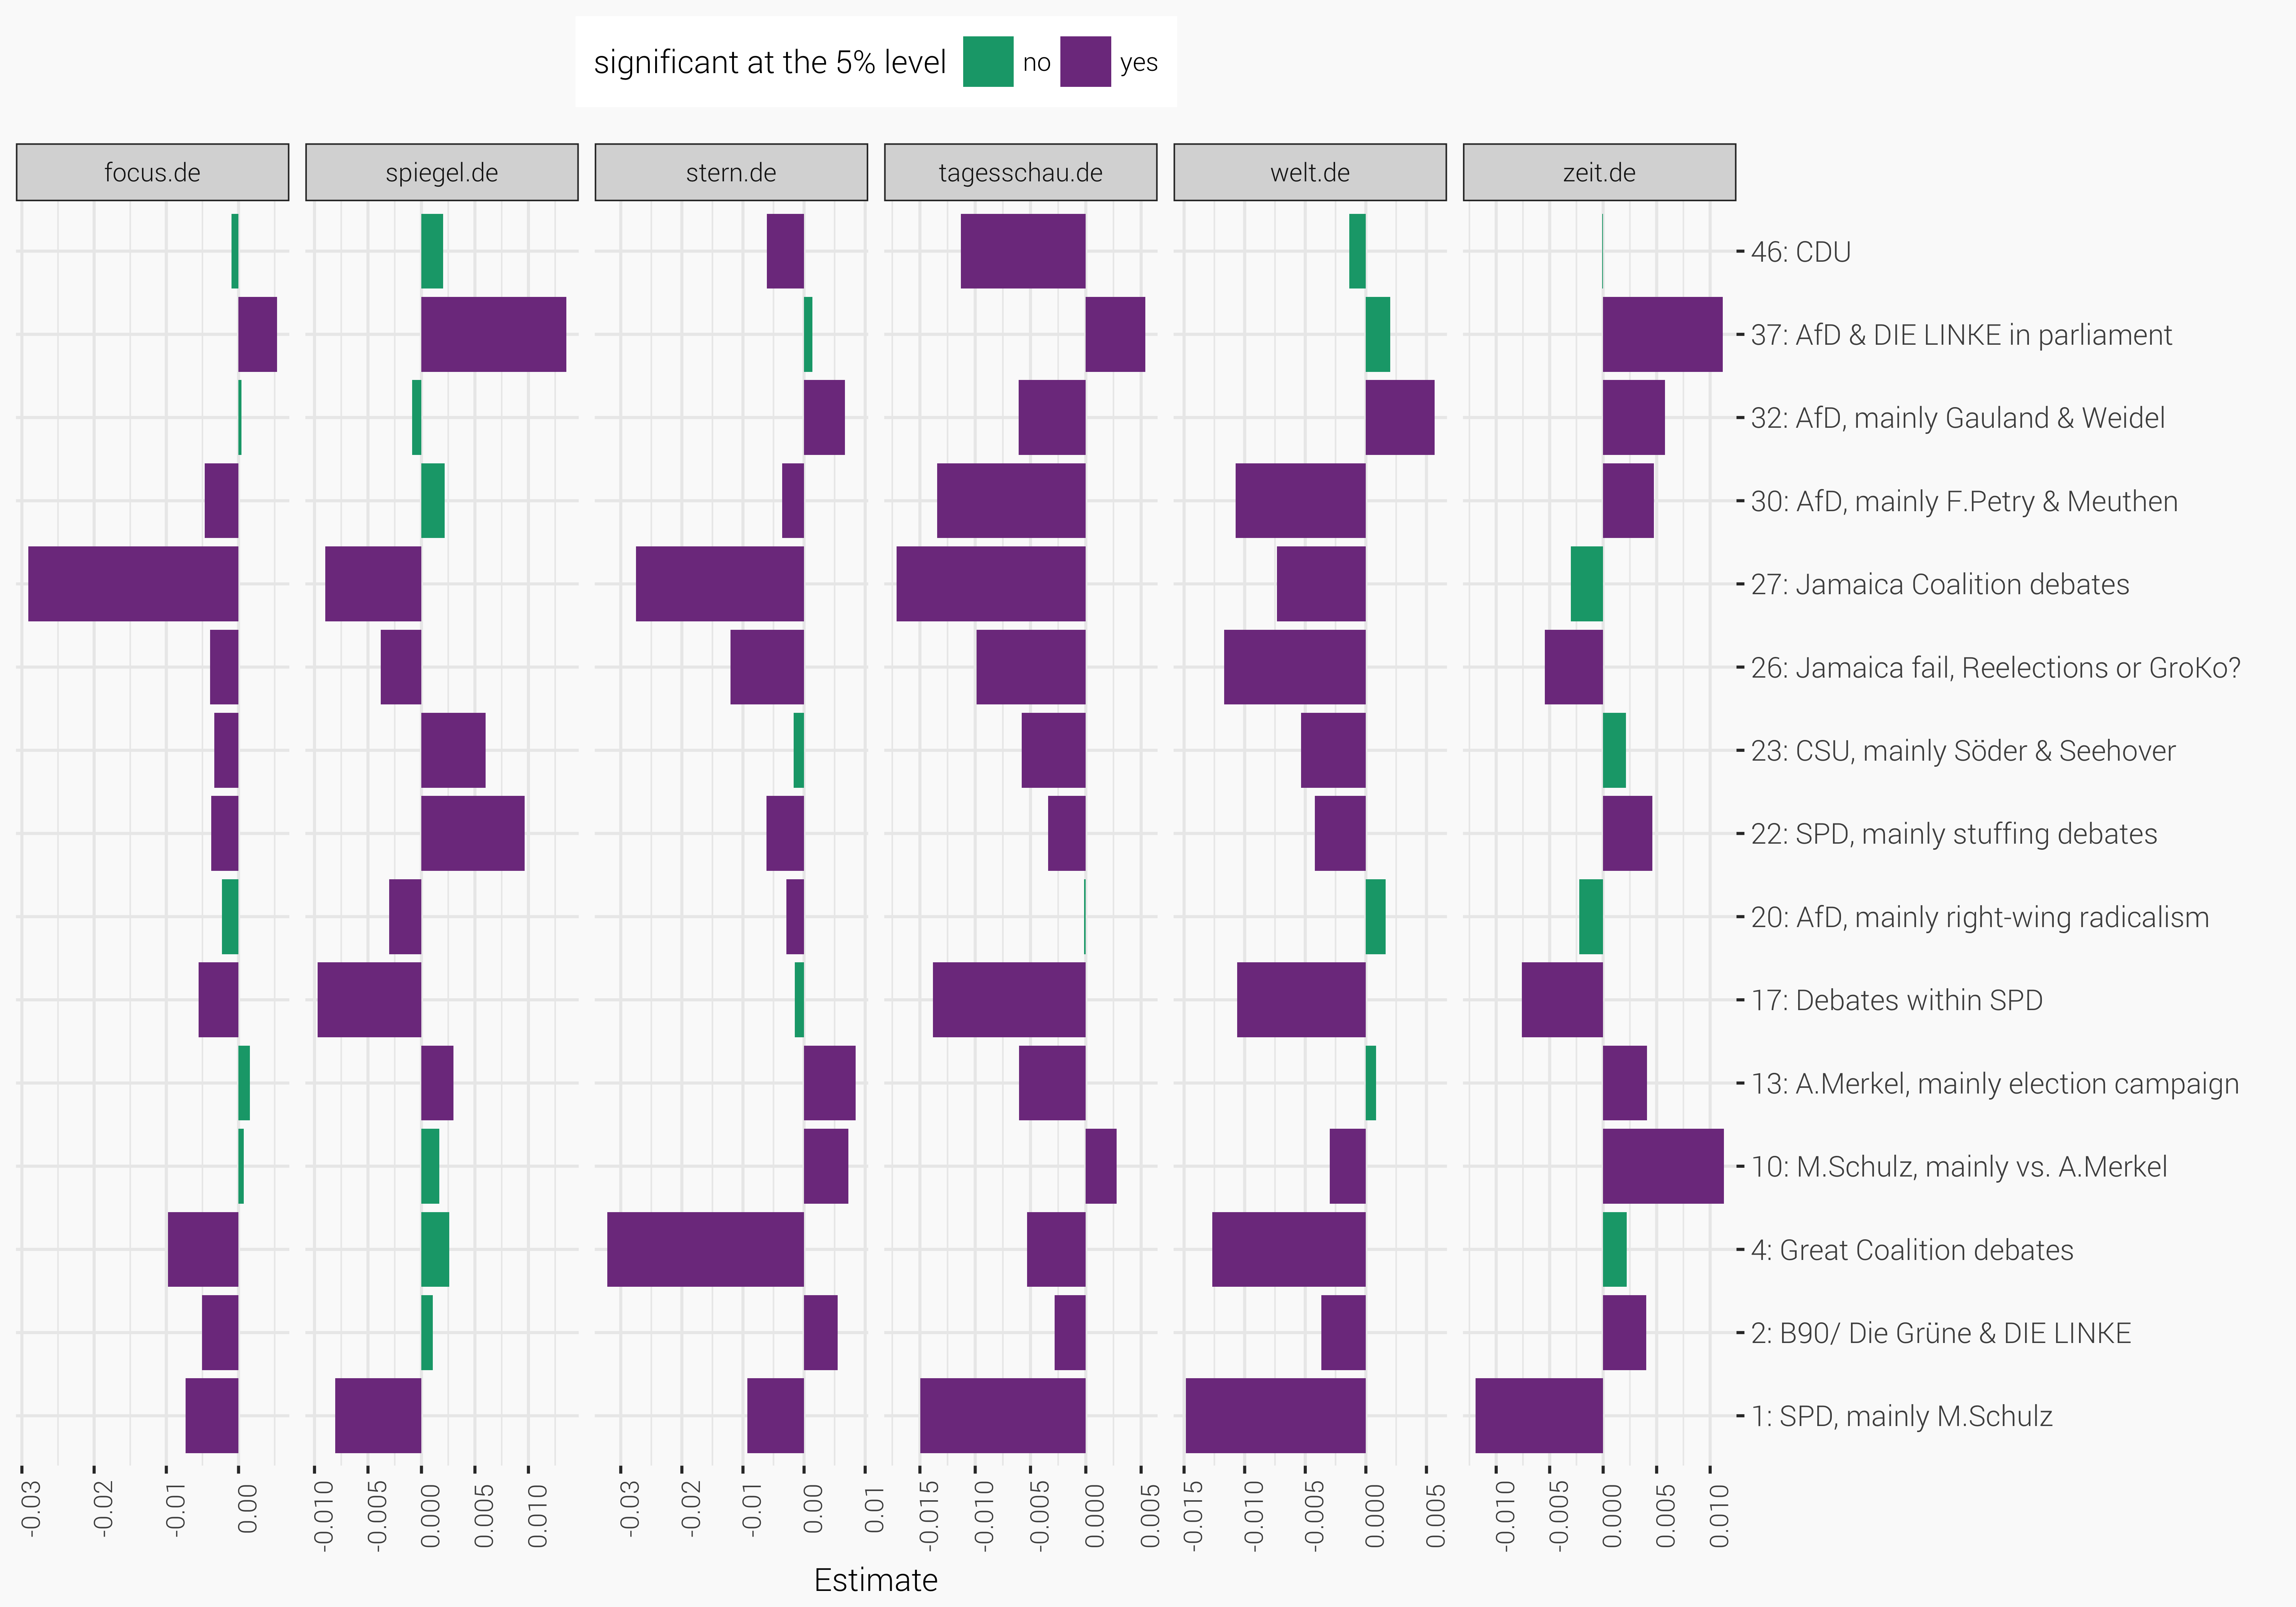 significant at the 5% level no yes
focus.de spiegel.de stern.de tagesschau.de welt.de zeit.de
46: CDU
37: AfD & DIE LINKE in parliament
32: AfD, mainly Gauland & Weidel
30: AfD, mainly F.Petry & Meuthen
27: Jamaica Coalition debates
26: Jamaica fail, Reelections or GroKo?
23: CSU, mainly Söder & Seehover
22: SPD, mainly stuffing debates
20: AfD, mainly right-wing radicalism
17: Debates within SPD
13: A.Merkel, mainly election campaign
10: M.Schulz, mainly vs. A.Merkel
4: Great Coalition debates
2: B90/ Die Grüne & DIE LINKE
1: SPD, mainly M.Schulz
-0.03 -0.02 -0.01 0.00 -0.010 -0.005 0.000 0.005 0.010 -0.03 -0.02 -0.01 0.00 0.01 -0.015 -0.010 -0.005 0.000 0.005 -0.015 -0.010 -0.005 0.000 0.005 -0.010 -0.005 0.000 0.005 0.010
Estimate